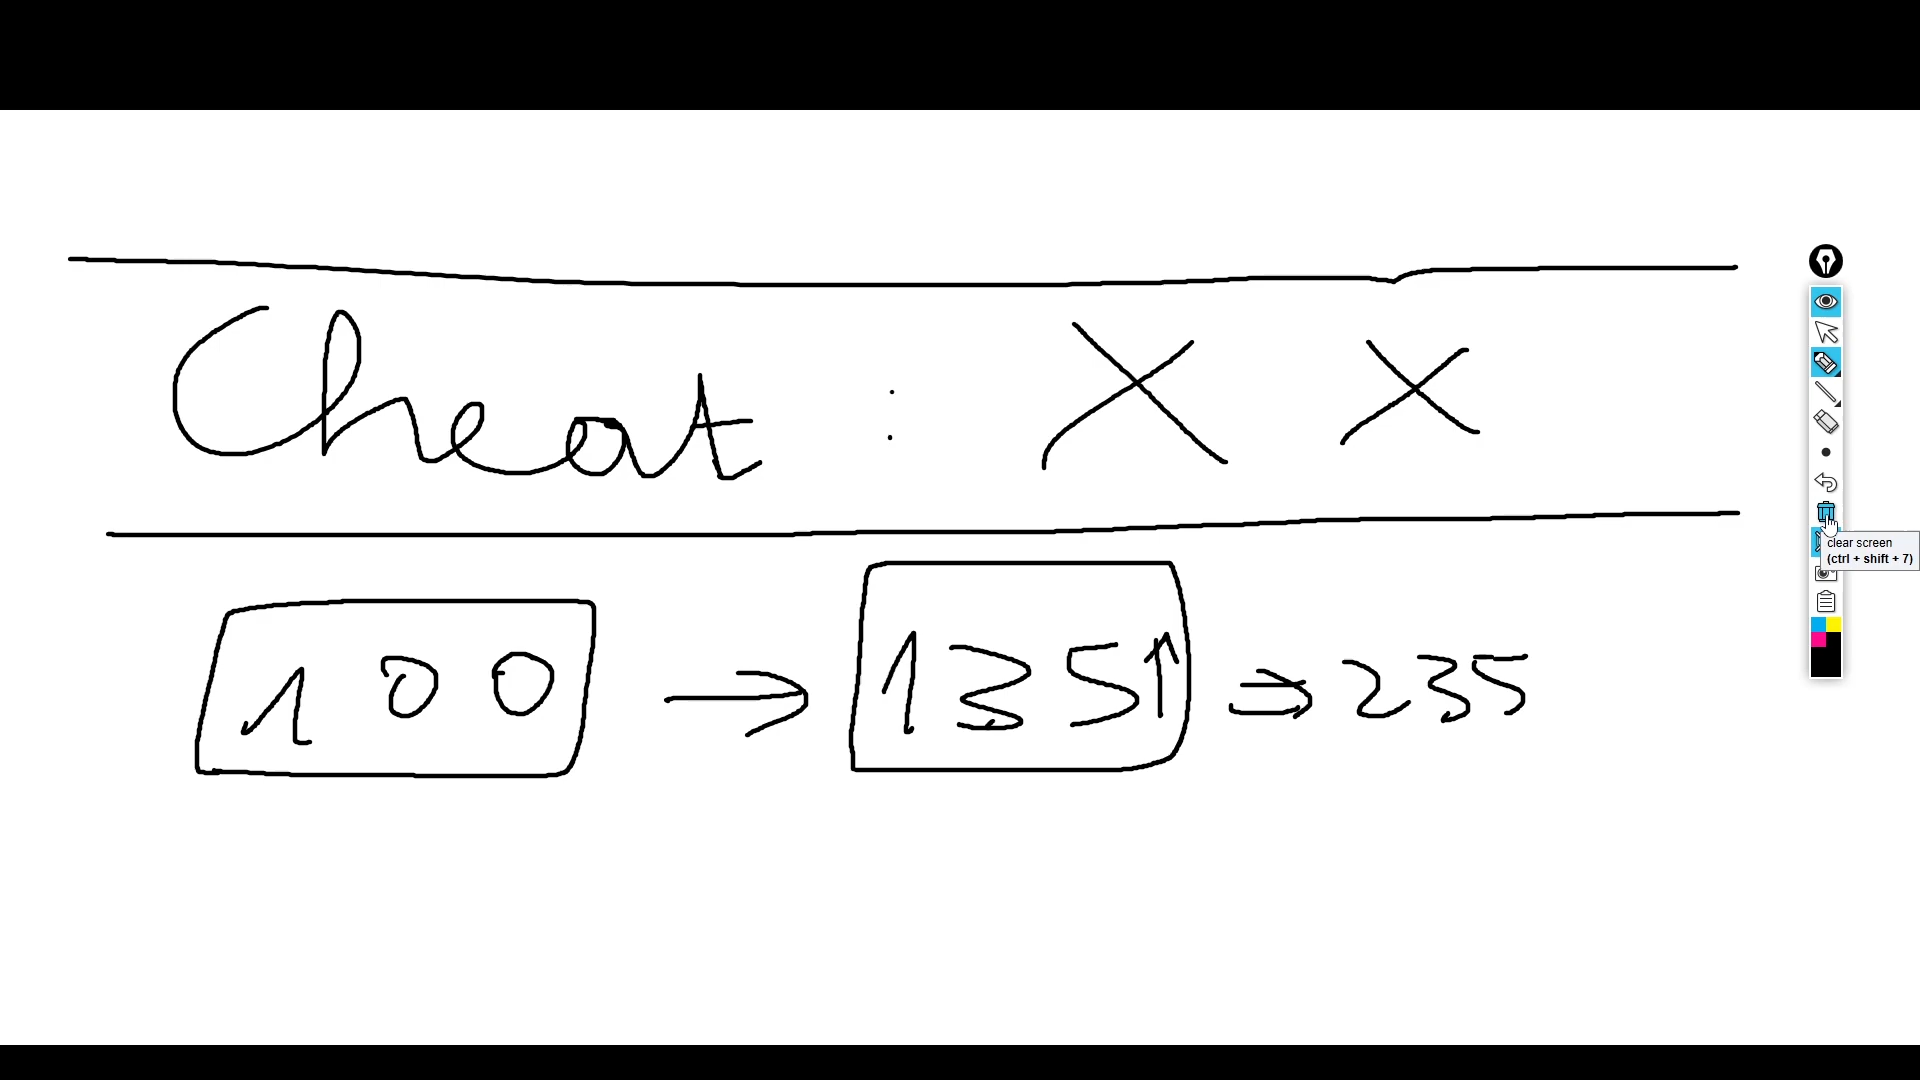 Cheat : X X
100 → 135↑ ⇒ 235
clear screen
(ctrl + shift + 7)